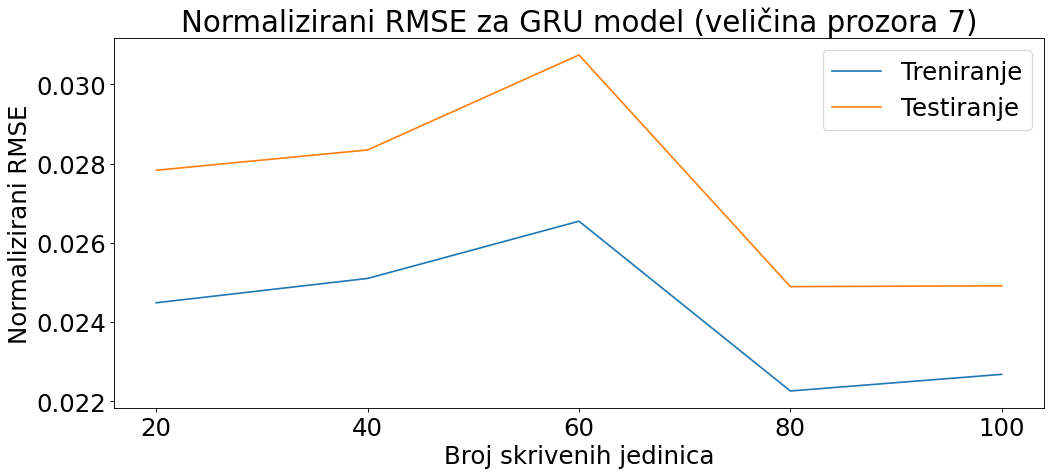 Normalizirani RMSE za GRU model (veličina prozora 7)
Treniranje
Testiranje
Normalizirani RMSE
0.030
0.028
0.026
0.024
0.022
20 40 60 80 100
Broj skrivenih jedinica